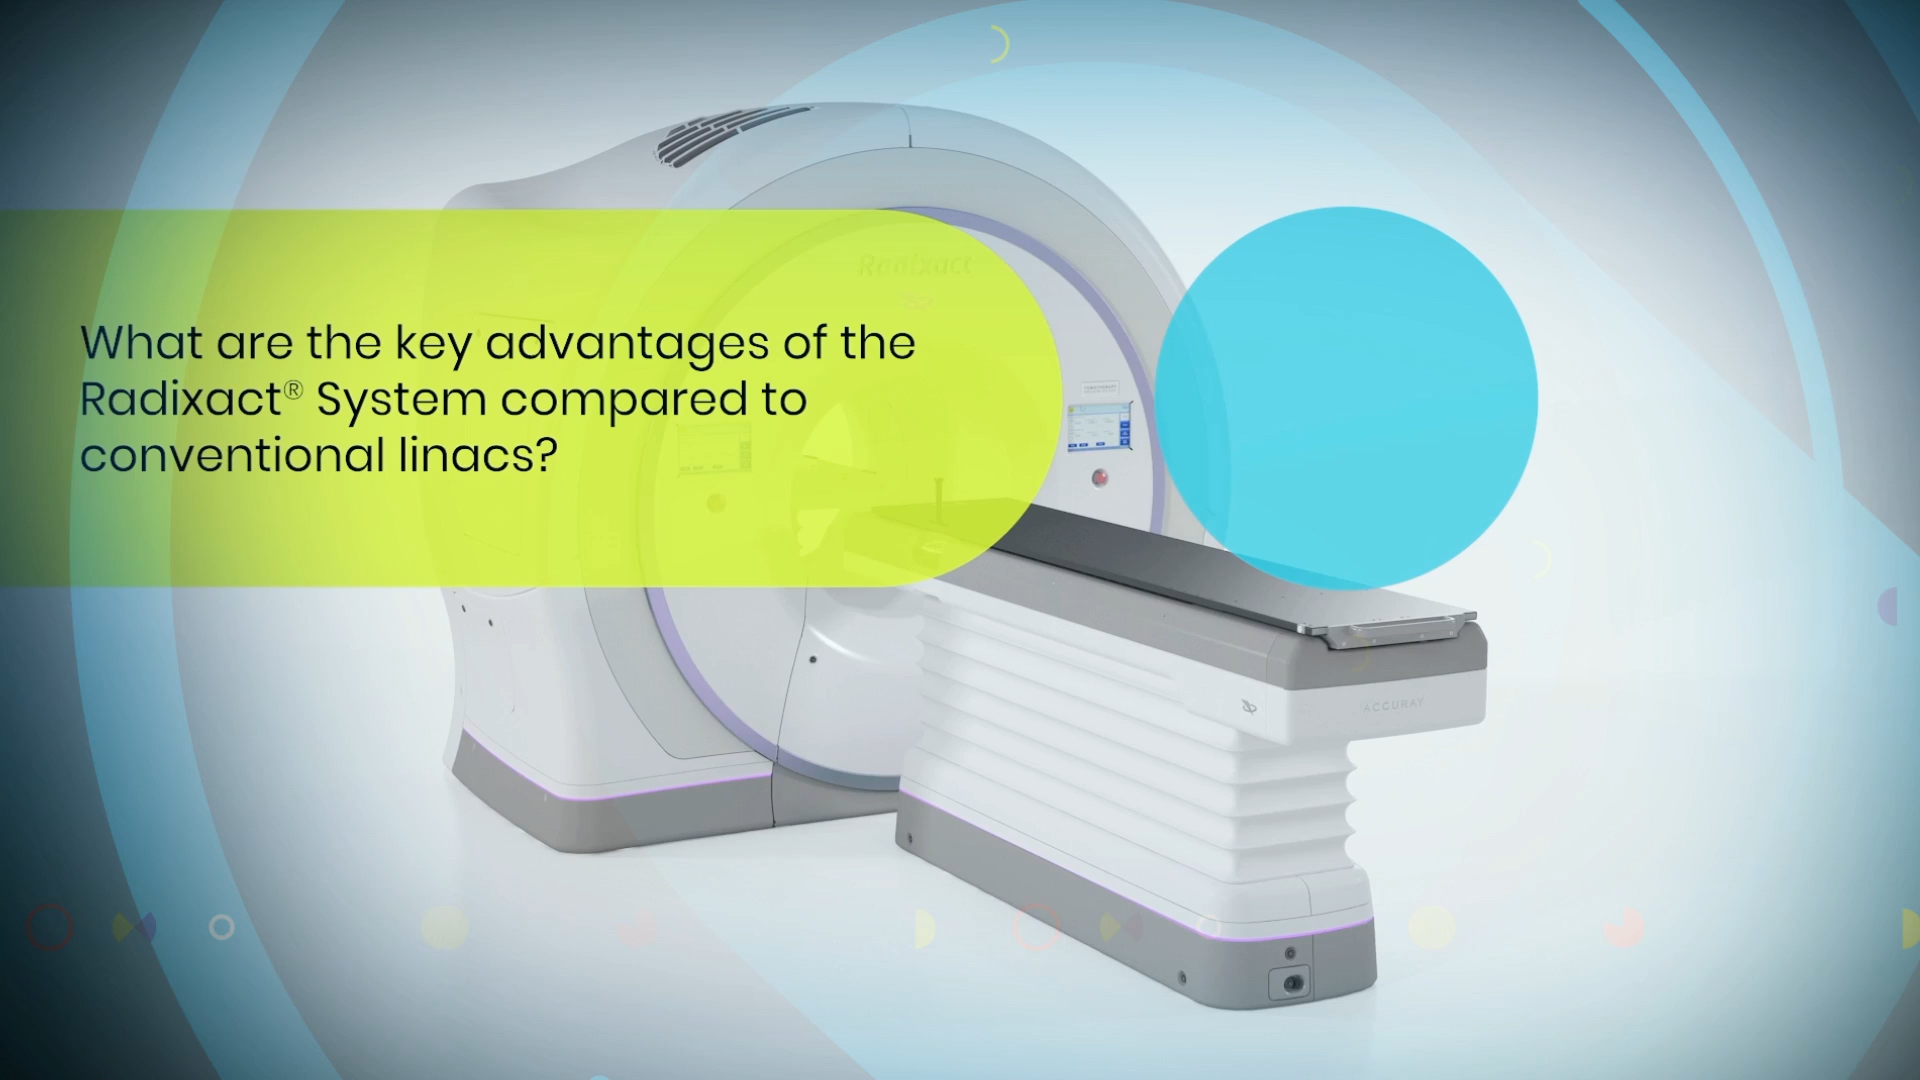 Radixact
What are the key advantages of the
Radixact® System compared to
conventional linacs?
ACCURAY